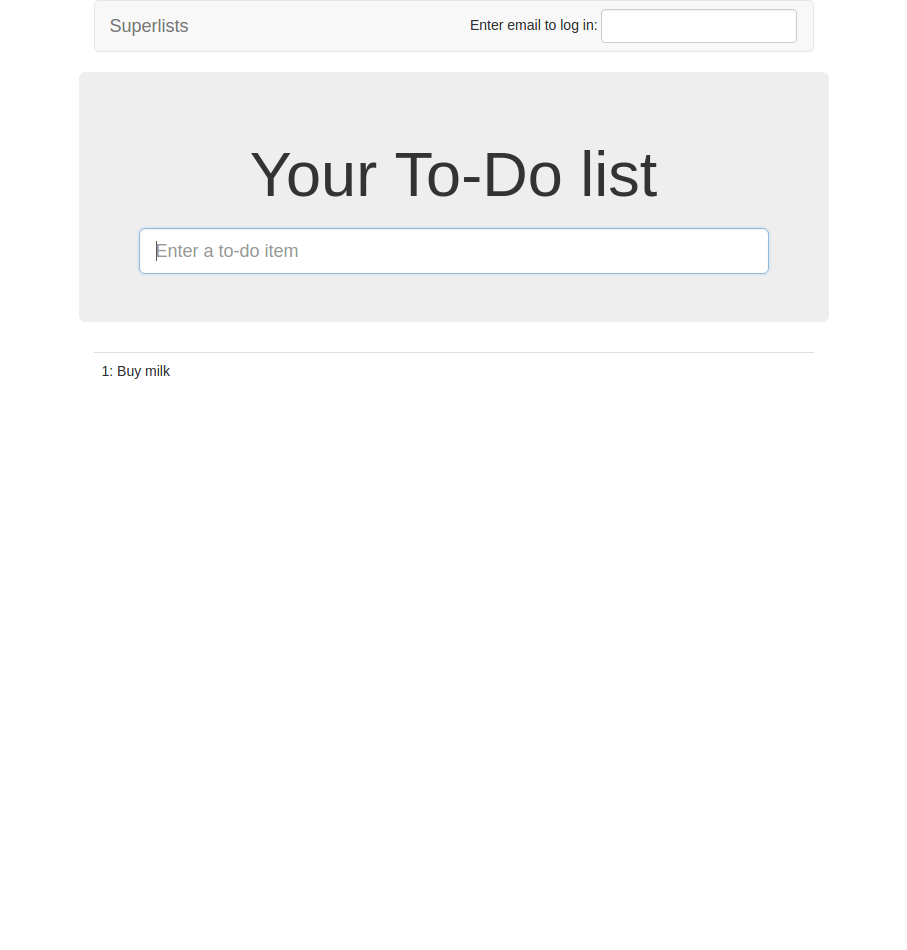 Superlists
Enter email to log in:
Your To-Do list
Enter a to-do item
1: Buy milk